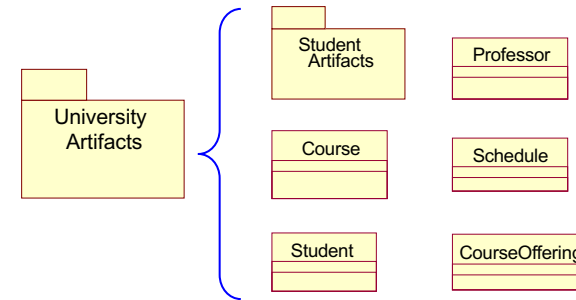 University
Artifacts
Student
Artifacts
Professor
Course
Schedule
Student
CourseOffering